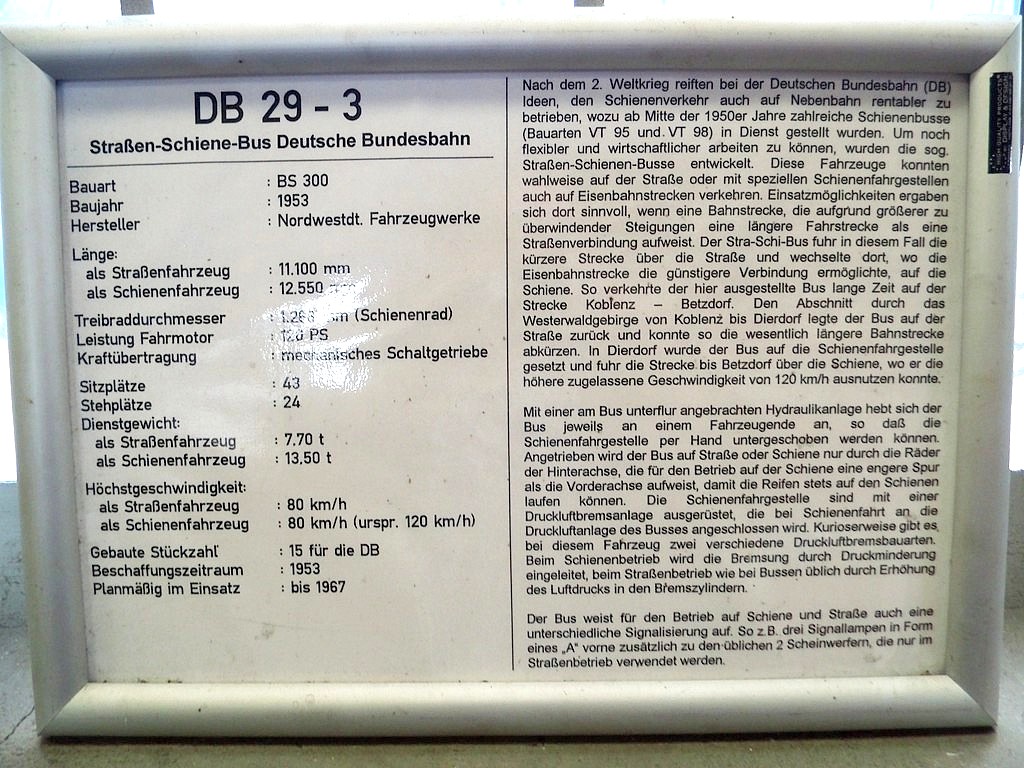 DB 29 - 3
Straßen-Schiene-Bus Deutsche Bundesbahn
Bauart : BS 300
Baujahr : 1953
Hersteller : Nordwestdt. Fahrzeugwerke
Länge:
als Straßenfahrzeug : 11.100 mm
als Schienenfahrzeug : 12.550
Treibraddurchmesser : (Schienenrad)
Leistung Fahrmotor : PS
Kraftübertragung : mechanisches Schaltgetriebe
Sitzplätze : 43
Stehplätze : 24
Dienstgewicht:
als Straßenfahrzeug : 7.70 t
als Schienenfahrzeug : 13,50 t
Höchstgeschwindigkeit:
als Straßenfahrzeug : 80 km/h
als Schienenfahrzeug : 80 km/h (urspr. 120 km/h)
Gebaute Stückzahl : 15 für die DB
Beschaffungszeitraum : 1953
Planmäßig im Einsatz : bis 1967
Nach dem 2. Weltkrieg reiften bei der Deutschen Bundesbahn (DB)
Ideen, den Schienenverkehr auch auf Nebenbahn rentabler zu
betreiben, wozu ab Mitte der 1950er Jahre zahlreiche Schienenbusse
(Bauarten VT 95 und VT 98) in Dienst gestellt wurden. Um noch
flexibler und wirtschaftlicher arbeiten zu können, wurden die sog.
Straßen-Schienen-Busse entwickelt. Diese Fahrzeuge konnten
wahlweise auf der Straße oder mit speziellen Schienenfahrgestellen
auch auf Eisenbahnstrecken verkehren. Einsatzmöglichkeiten ergaben
sich dort sinnvoll, wenn eine Bahnstrecke, die aufgrund größerer zu
überwindender Steigungen eine längere Fahrstrecke als eine
Straßenverbindung aufweist. Der Stra-Schi-Bus fuhr in diesem Fall die
kürzere Strecke über die Straße und wechselte dort, wo die
Eisenbahnstrecke die günstigere Verbindung ermöglichte, auf die
Schiene. So verkehrte der hier ausgestellte Bus lange Zeit auf der
Strecke Koblenz – Betzdorf. Den Abschnitt durch das
Westerwaldgebirge von Koblenz bis Dierdorf legte der Bus auf der
Straße zurück und konnte so die wesentlich längere Bahnstrecke
abkürzen. In Dierdorf wurde der Bus auf die Schienenfahrgestelle
gesetzt und fuhr die Strecke bis Betzdorf über die Schiene, wo er die
höhere zugelassene Geschwindigkeit von 120 km/h ausnutzen konnte.
Mit einer am Bus unterflur angebrachten Hydraulikanlage hebt sich der
Bus jeweils an einem Fahrzeugende an, so daß die
Schienenfahrgestelle per Hand untergeschoben werden können.
Angetrieben wird der Bus auf Straße oder Schiene nur durch die Räder
der Hinterachse, die für den Betrieb auf der Schiene eine engere Spur
als die Vorderachse aufweist, damit die Reifen stets auf den Schienen
laufen können. Die Schienenfahrgestelle sind mit einer
Druckluftbremsanlage ausgerüstet, die bei Schienenfahrt an die
Druckluftanlage des Busses angeschlossen wird. Kurioserweise gibt es
bei diesem Fahrzeug zwei verschiedene Druckluftbremsbauarten.
Beim Schienenbetrieb wird die Bremsung durch Druckminderung
eingeleitet, beim Straßenbetrieb wie bei Bussen üblich durch Erhöhung
des Luftdrucks in den Bremszylindern.
Der Bus weist für den Betrieb auf Schiene und Straße auch eine
unterschiedliche Signalisierung auf. So z.B. drei Signallampen in Form
eines „A" vorne zusätzlich zu den üblichen 2 Scheinwerfern, die nur im
Straßenbetrieb verwendet werden.
HIGH QUALITY PRODUCTS
DISPLAY & DESIGN